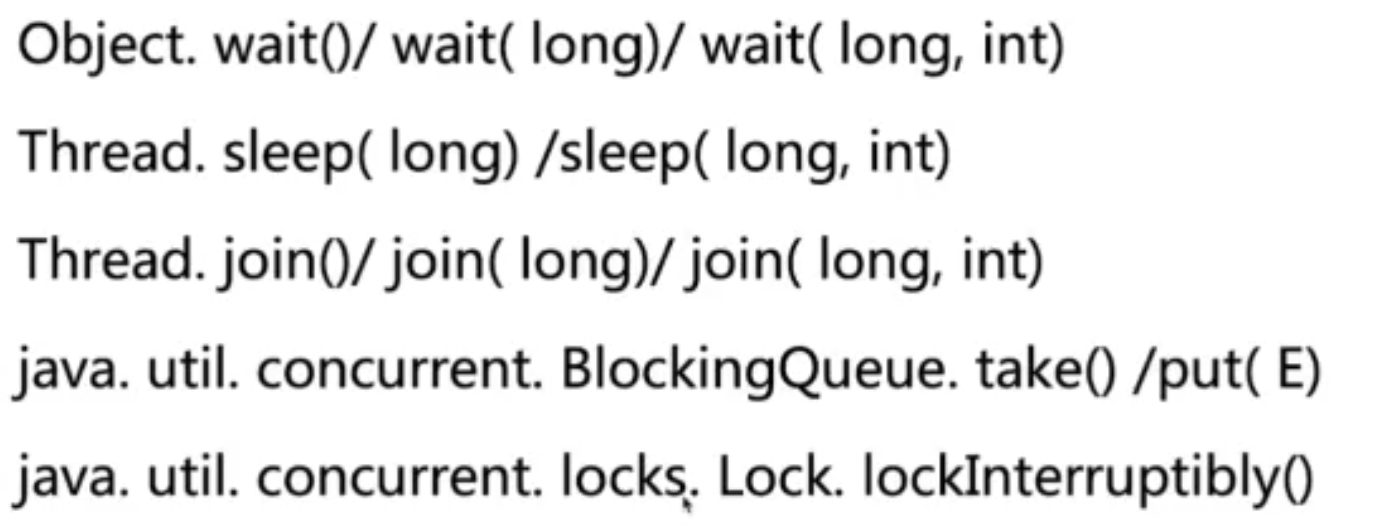 Object. wait()/ wait( long)/ wait( long, int)
Thread. sleep( long) /sleep( long, int)
Thread. join()/ join( long)/ join( long, int)
java. util. concurrent. BlockingQueue. take() /put( E)
java. util. concurrent. locks. Lock. lockInterruptibly()